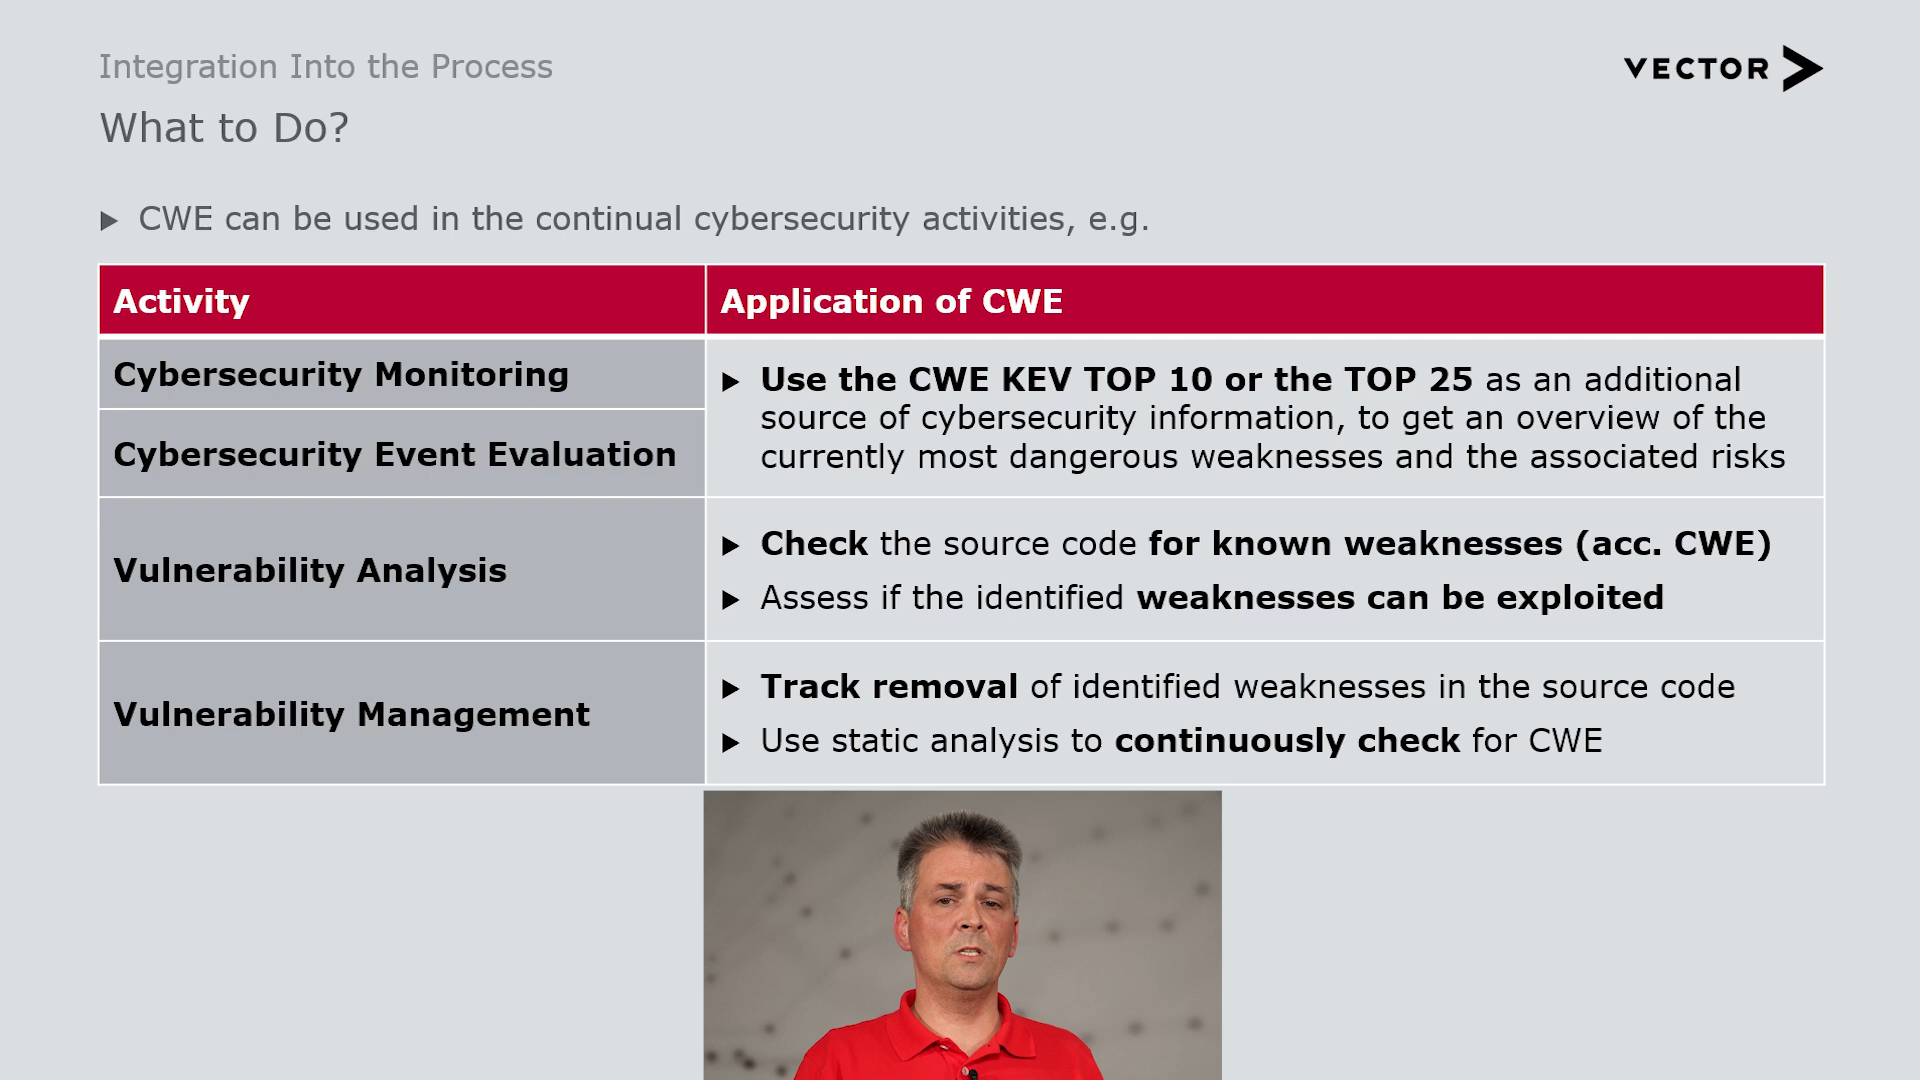 Integration Into the Process
VECTOR
What to Do?
▶ CWE can be used in the continual cybersecurity activities, e.g.
Activity
Application of CWE
Cybersecurity Monitoring
Cybersecurity Event Evaluation
▶ Use the CWE KEV TOP 10 or the TOP 25 as an additional
source of cybersecurity information, to get an overview of the
currently most dangerous weaknesses and the associated risks
Vulnerability Analysis
▶ Check the source code for known weaknesses (acc. CWE)
▶ Assess if the identified weaknesses can be exploited
Vulnerability Management
▶ Track removal of identified weaknesses in the source code
▶ Use static analysis to continuously check for CWE